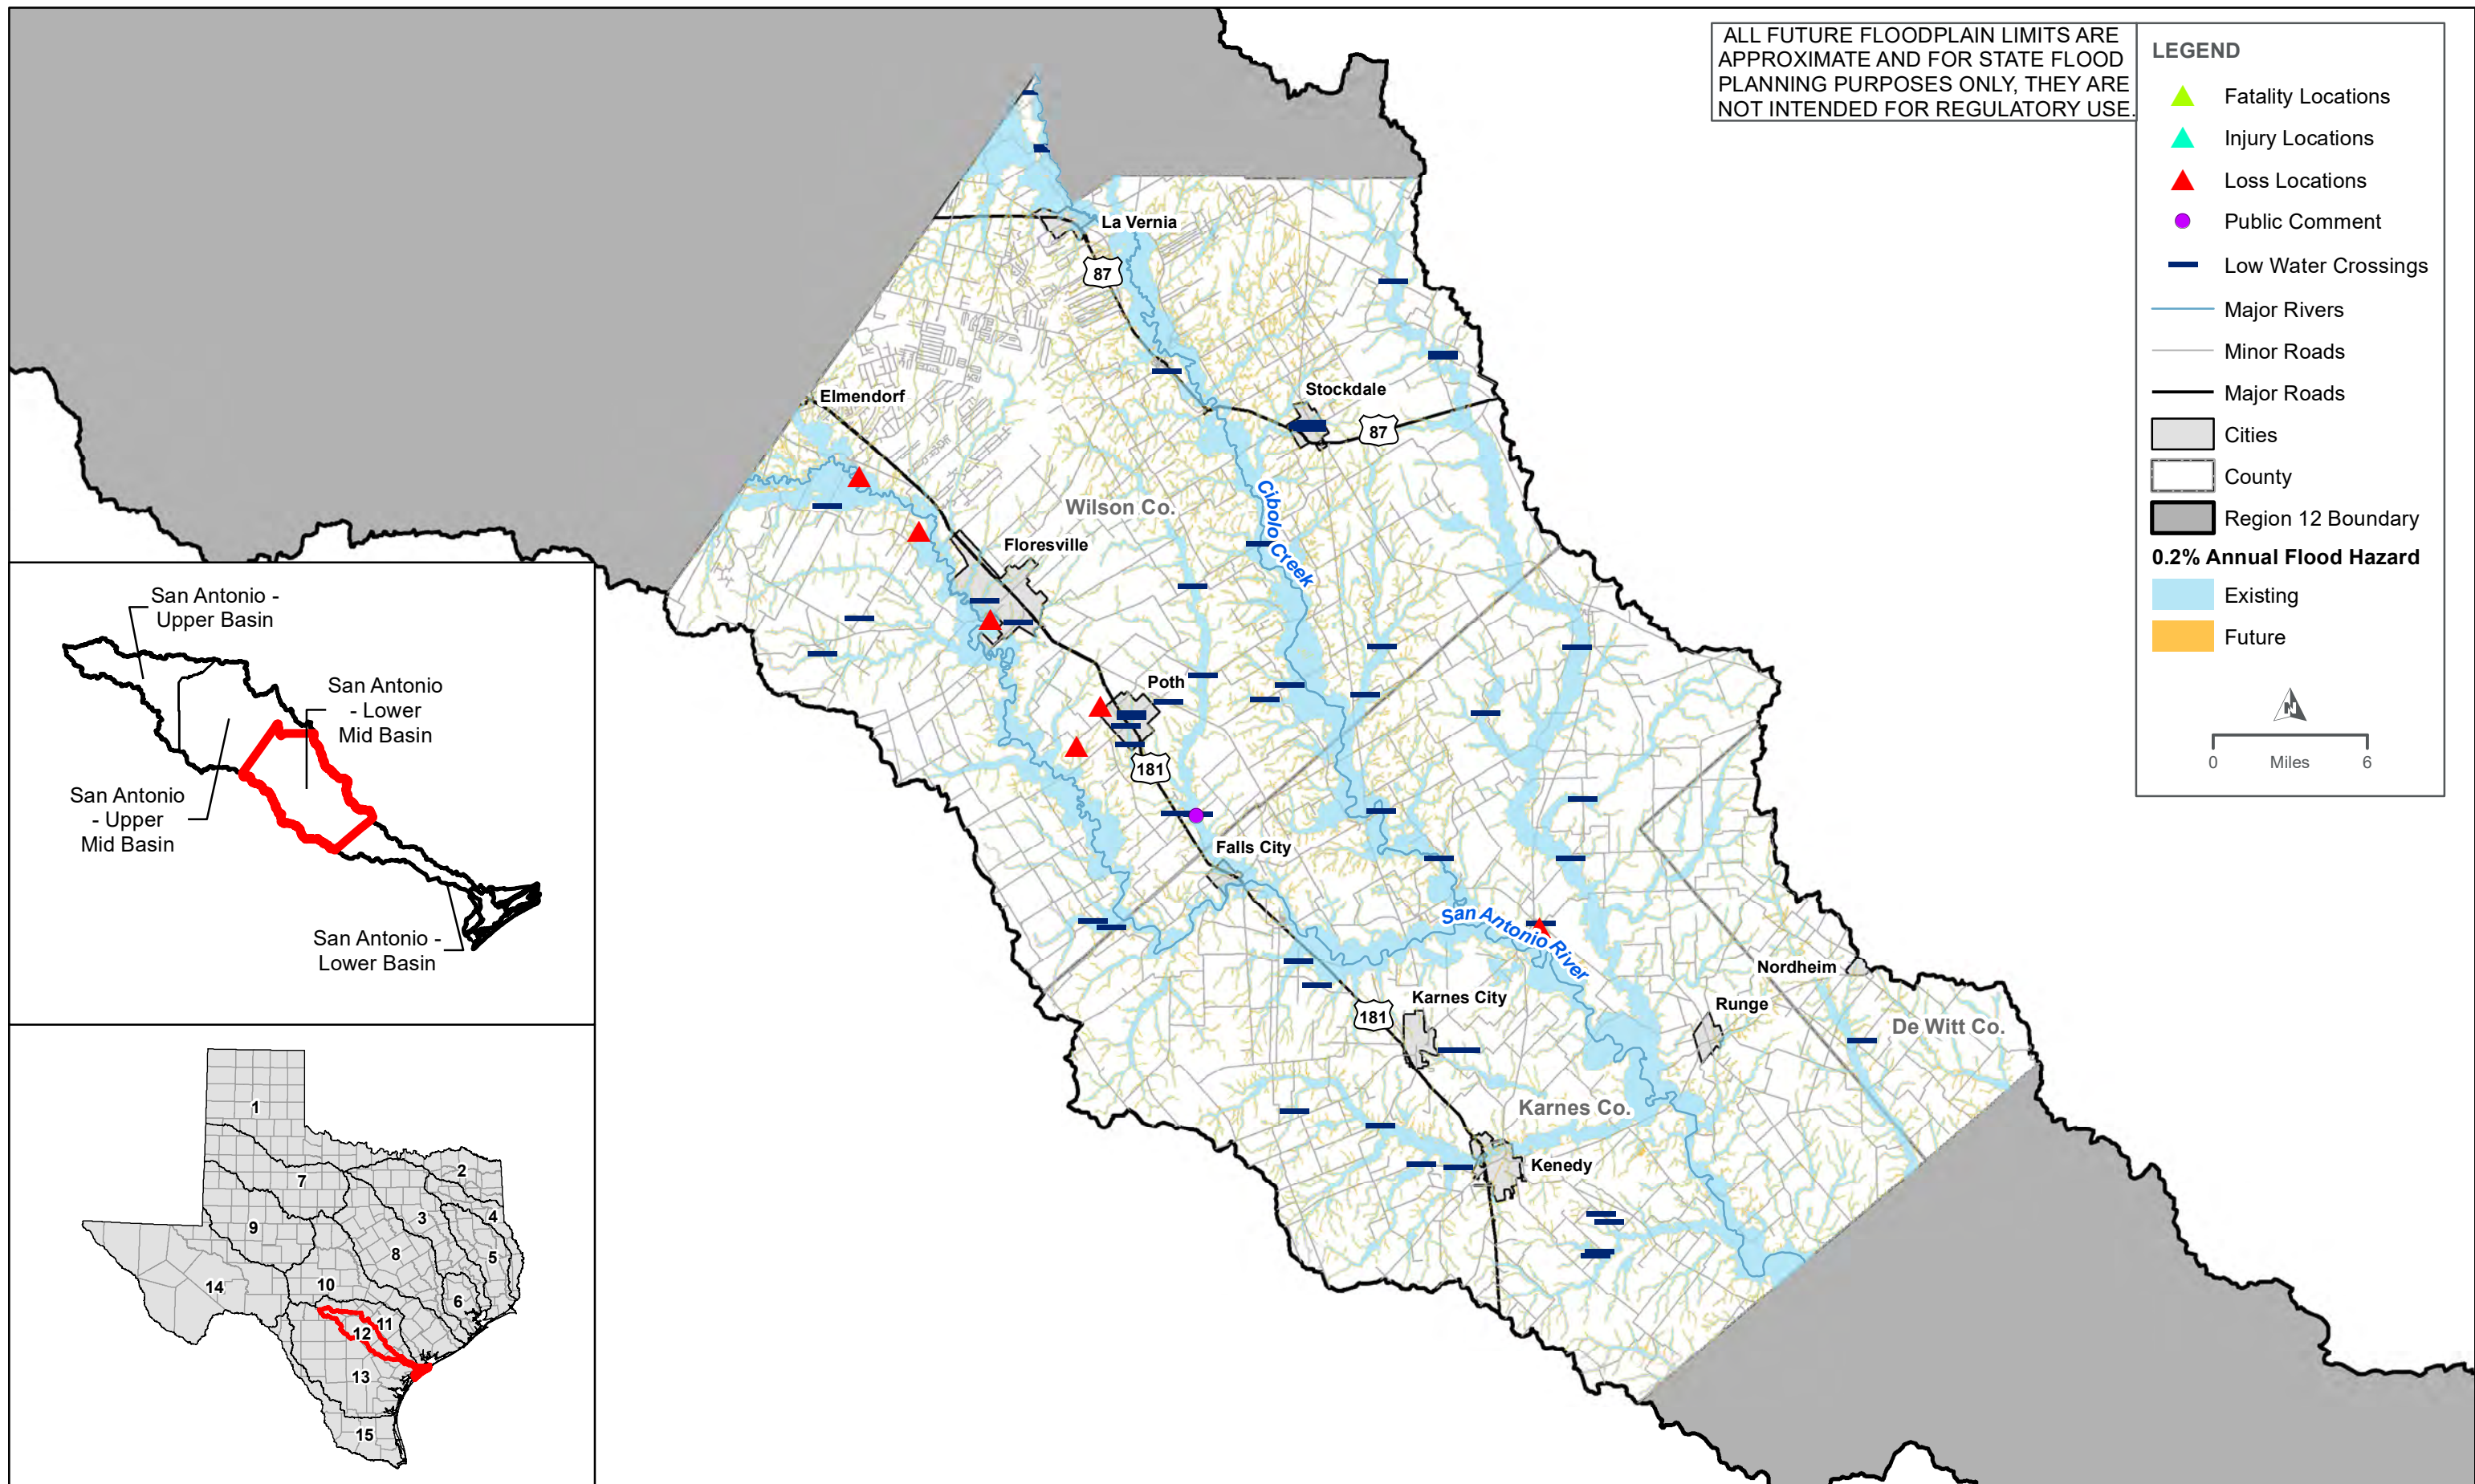 ALL FUTURE FLOODPLAIN LIMITS ARE
APPROXIMATE AND FOR STATE FLOOD
PLANNING PURPOSES ONLY, THEY ARE
NOT INTENDED FOR REGULATORY USE.
LEGEND
Fatality Locations
Injury Locations
Loss Locations
Public Comment
Low Water Crossings
Major Rivers
Minor Roads
Major Roads
Cities
County
Region 12 Boundary
0.2% Annual Flood Hazard
Existing
Future
N
0 Miles 6
La Vernia
87
Elmendorf
Stockdale
87
Cibolo Creek
Wilson Co.
Floresville
Poth
181
Falls City
San Antonio River
Nordheim
Karnes City
Runge
181
De Witt Co.
Karnes Co.
Kenedy
San Antonio -
Upper Basin
San Antonio
- Lower
Mid Basin
San Antonio
- Upper
Mid Basin
San Antonio -
Lower Basin
1
2
7
3
4
9
8
5
14
10
6
11
12
13
15